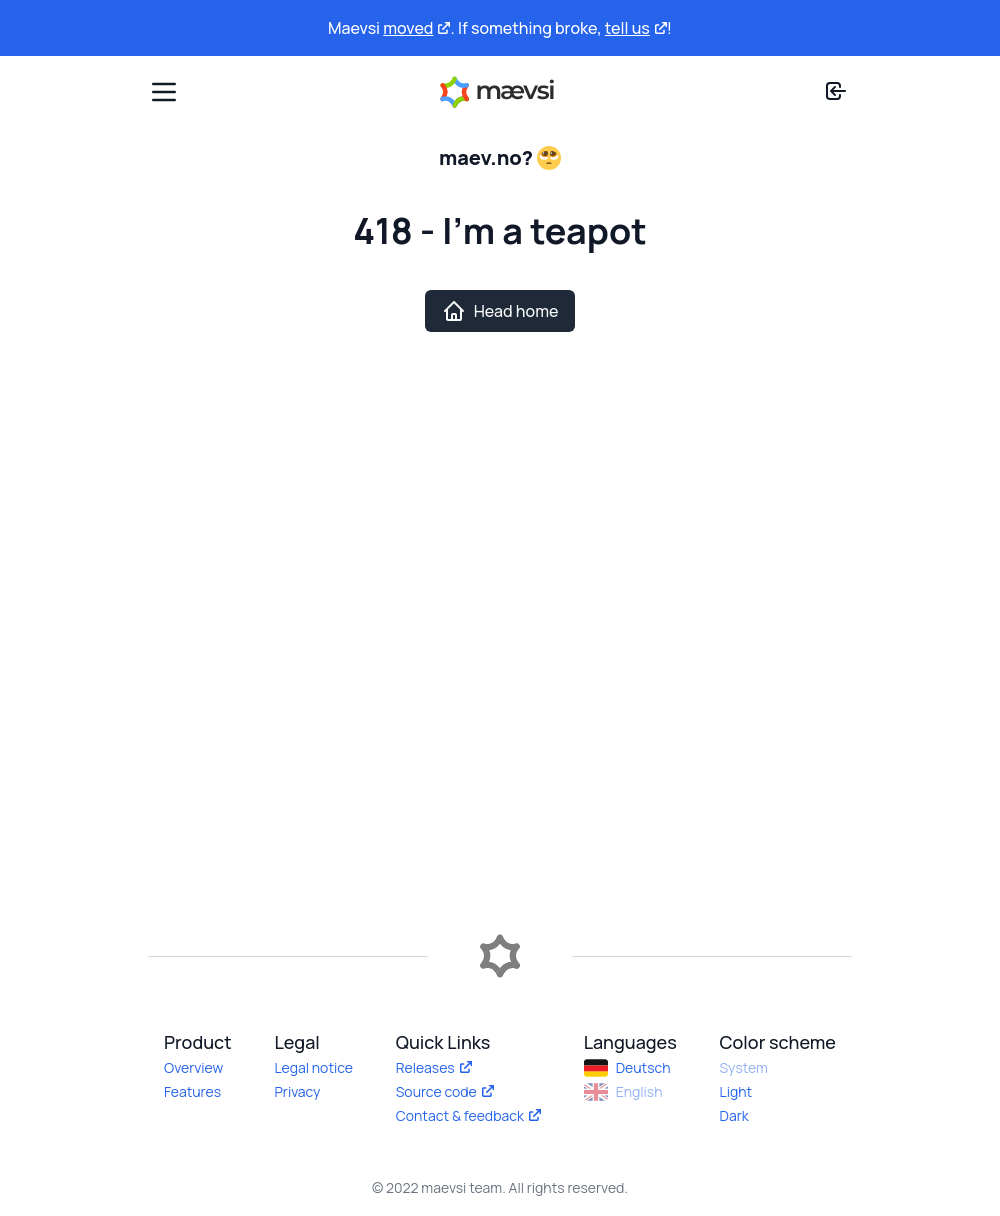 Maevsi moved. If something broke, tell us!
mævsi
maev.no? 🥺
418 - I'm a teapot
Head home
Product
Overview
Features
Legal
Legal notice
Privacy
Quick Links
Releases
Source code
Contact & feedback
Languages
Deutsch
English
Color scheme
System
Light
Dark
© 2022 maevsi team. All rights reserved.